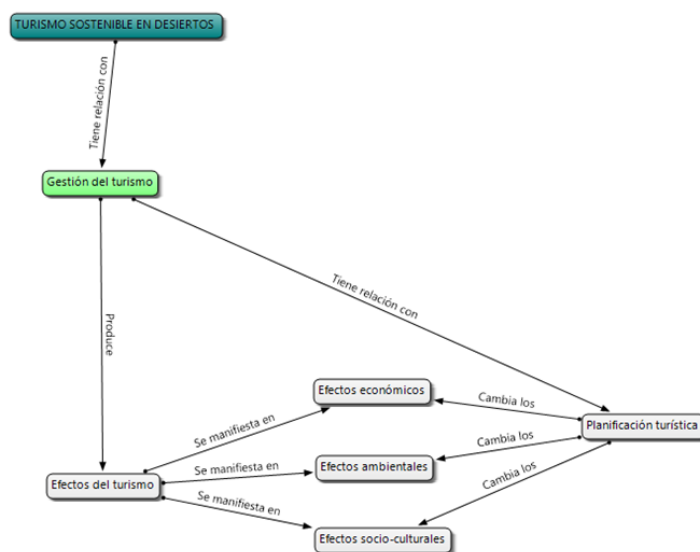 TURISMO SOSTENIBLE EN DESIERTOS
Tiene relación con
Gestión del turismo
Tiene relación con
Produce
Efectos económicos
Cambia los
Se manifiesta en
Planificación turística
Cambia los
Efectos ambientales
Se manifiesta en
Efectos del turismo
Cambia los
Se manifiesta en
Efectos socio-culturales